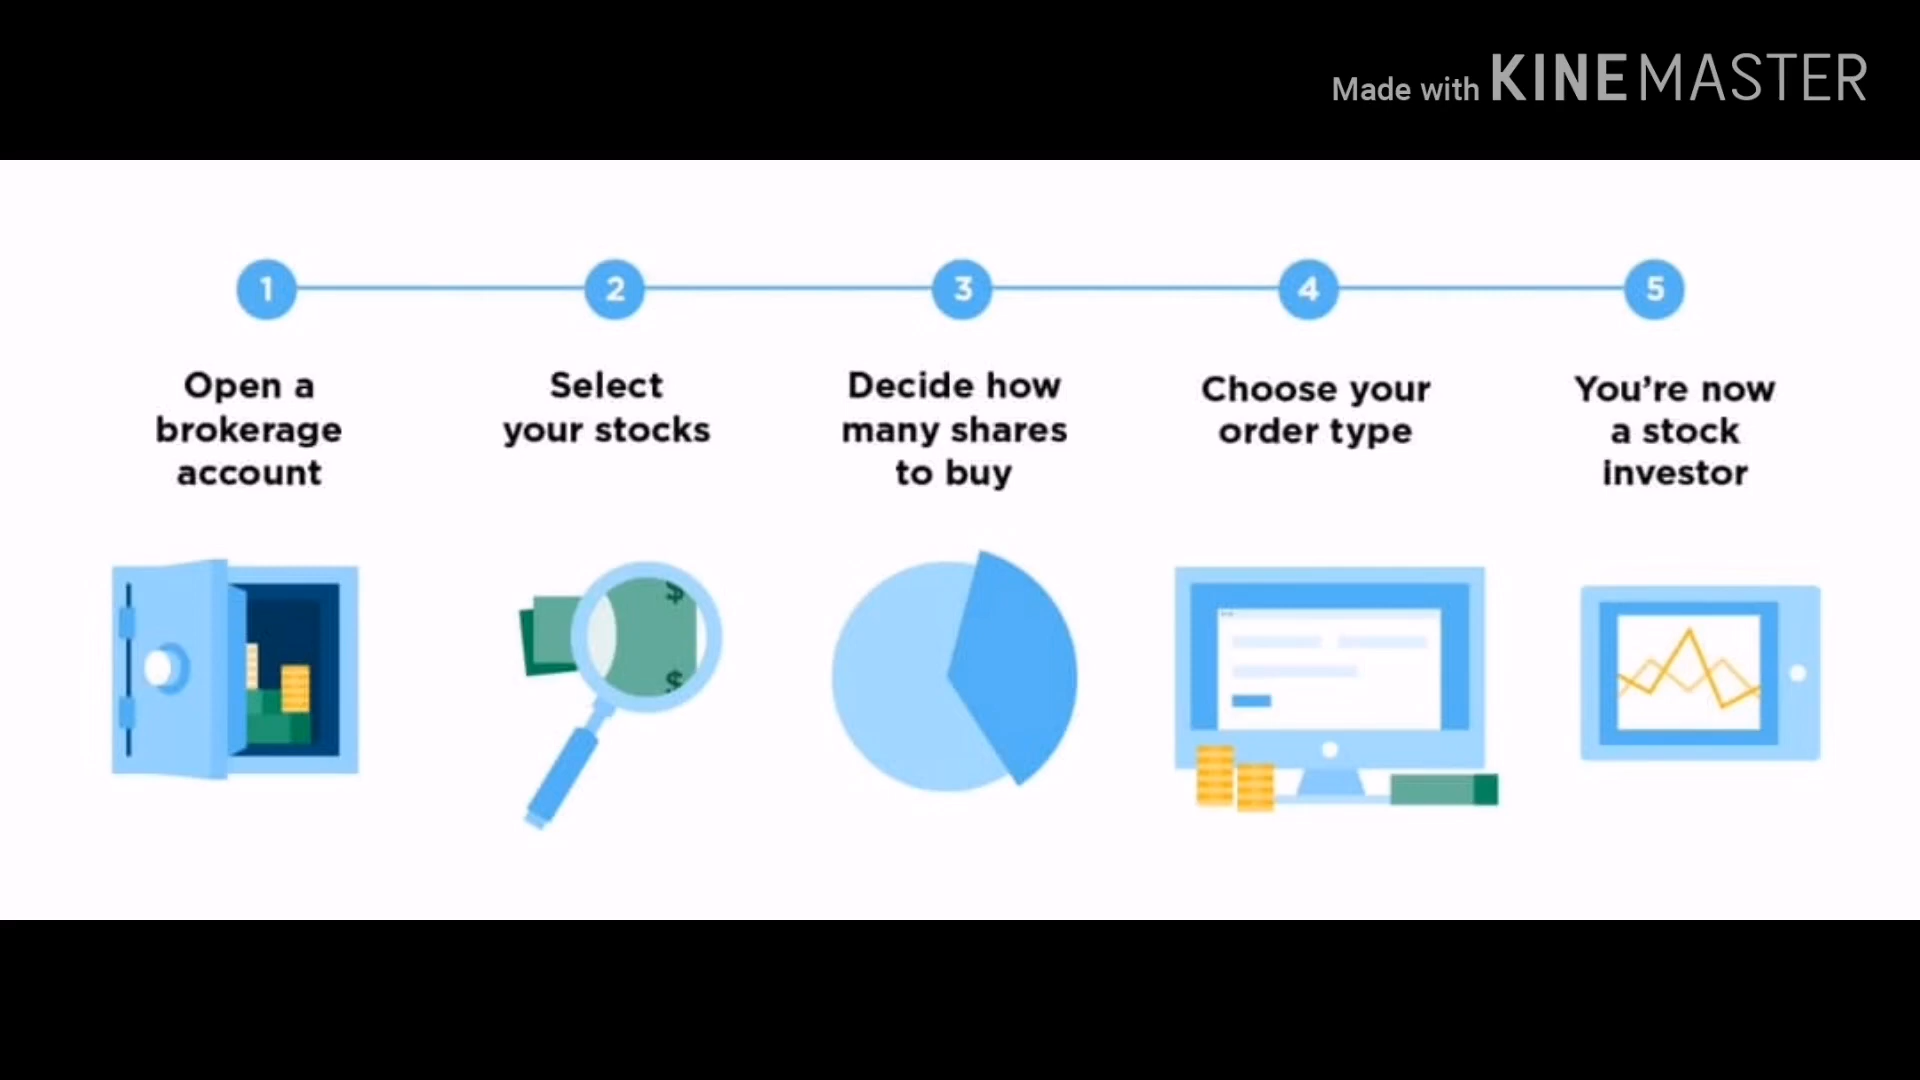 Made with KINEMASTER
1
2
3
4
5
Open a
brokerage
account
Select
your stocks
Decide how
many shares
to buy
Choose your
order type
You're now
a stock
investor
$
$